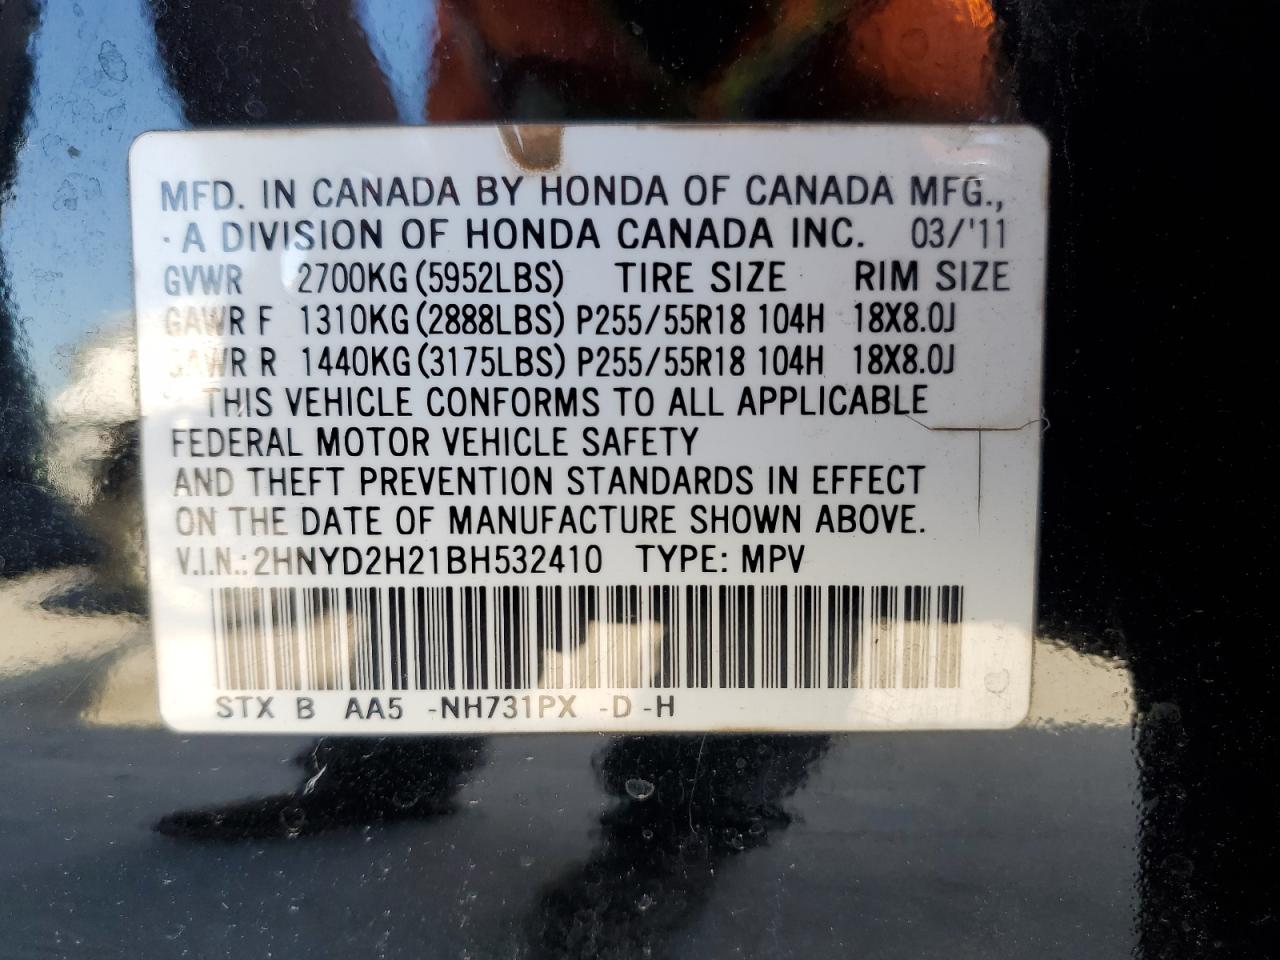 MFD. IN CANADA BY HONDA OF CANADA MFG.,
A DIVISION OF HONDA CANADA INC. 03/'11
GVWR 2700KG (5952LBS) TIRE SIZE RIM SIZE
GAWR F 1310KG (2888LBS) P255/55R18 104H 18X8.0J
GAWR R 1440KG (3175LBS) P255/55R18 104H 18X8.0J
THIS VEHICLE CONFORMS TO ALL APPLICABLE
FEDERAL MOTOR VEHICLE SAFETY
AND THEFT PREVENTION STANDARDS IN EFFECT
ON THE DATE OF MANUFACTURE SHOWN ABOVE.
V.I.N.: 2HNYD2H21BH532410 TYPE: MPV
STX B AA5 -NH731PX -D -H